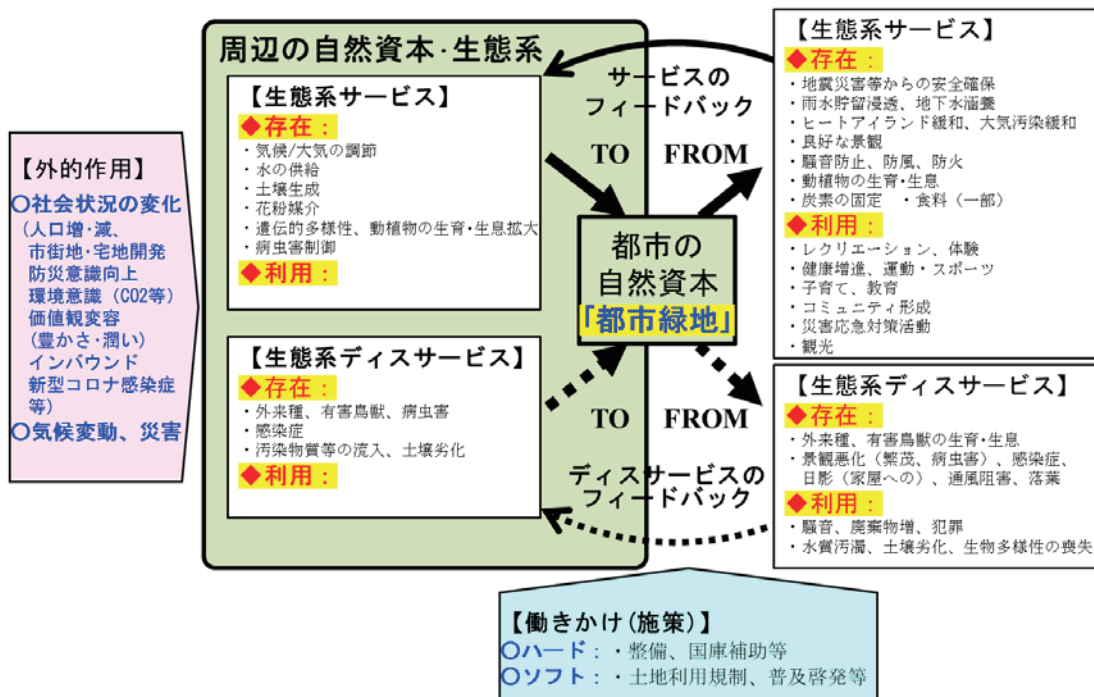 周辺の自然資本・生態系
【生態系サービス】
◆存在：
・気候/大気の調節
・水の供給
・土壌生成
・花粉媒介
・遺伝的多様性、動植物の生育・生息拡大
・病虫害制御
◆利用：
【生態系ディスサービス】
◆存在：
・外来種、有害鳥獣、病虫害
・感染症
・汚染物質等の流入、土壌劣化
◆利用：
【外的作用】
〇社会状況の変化
(人口増・減、
市街地・宅地開発
防災意識向上
環境意識（CO2等）
価値観変容
(豊かさ・潤い)
インバウンド
新型コロナ感染症
等)
〇気候変動、災害
サービスの
フィードバック
TO FROM
都市の
自然資本
「都市緑地」
TO FROM
ディスサービスの
フィードバック
【生態系サービス】
◆存在：
・地震災害等からの安全確保
・雨水貯留浸透、地下水涵養
・ヒートアイランド緩和、大気汚染緩和
・良好な景観
・騒音防止、防風、防火
・動植物の生育・生息
・炭素の固定 ・食料（一部）
◆利用：
・レクリエーション、体験
・健康増進、運動・スポーツ
・子育て、教育
・コミュニティ形成
・災害応急対策活動
・観光
【生態系ディスサービス】
◆存在：
・外来種、有害鳥獣の生育・生息
・景観悪化（繁茂、病虫害）、感染症、
日影（家屋への）、通風阻害、落葉
◆利用：
・騒音、廃棄物増、犯罪
・水質汚濁、土壌劣化、生物多様性の喪失
【働きかけ(施策)】
〇ハード：・整備、国庫補助等
〇ソフト：・土地利用規制、普及啓発等